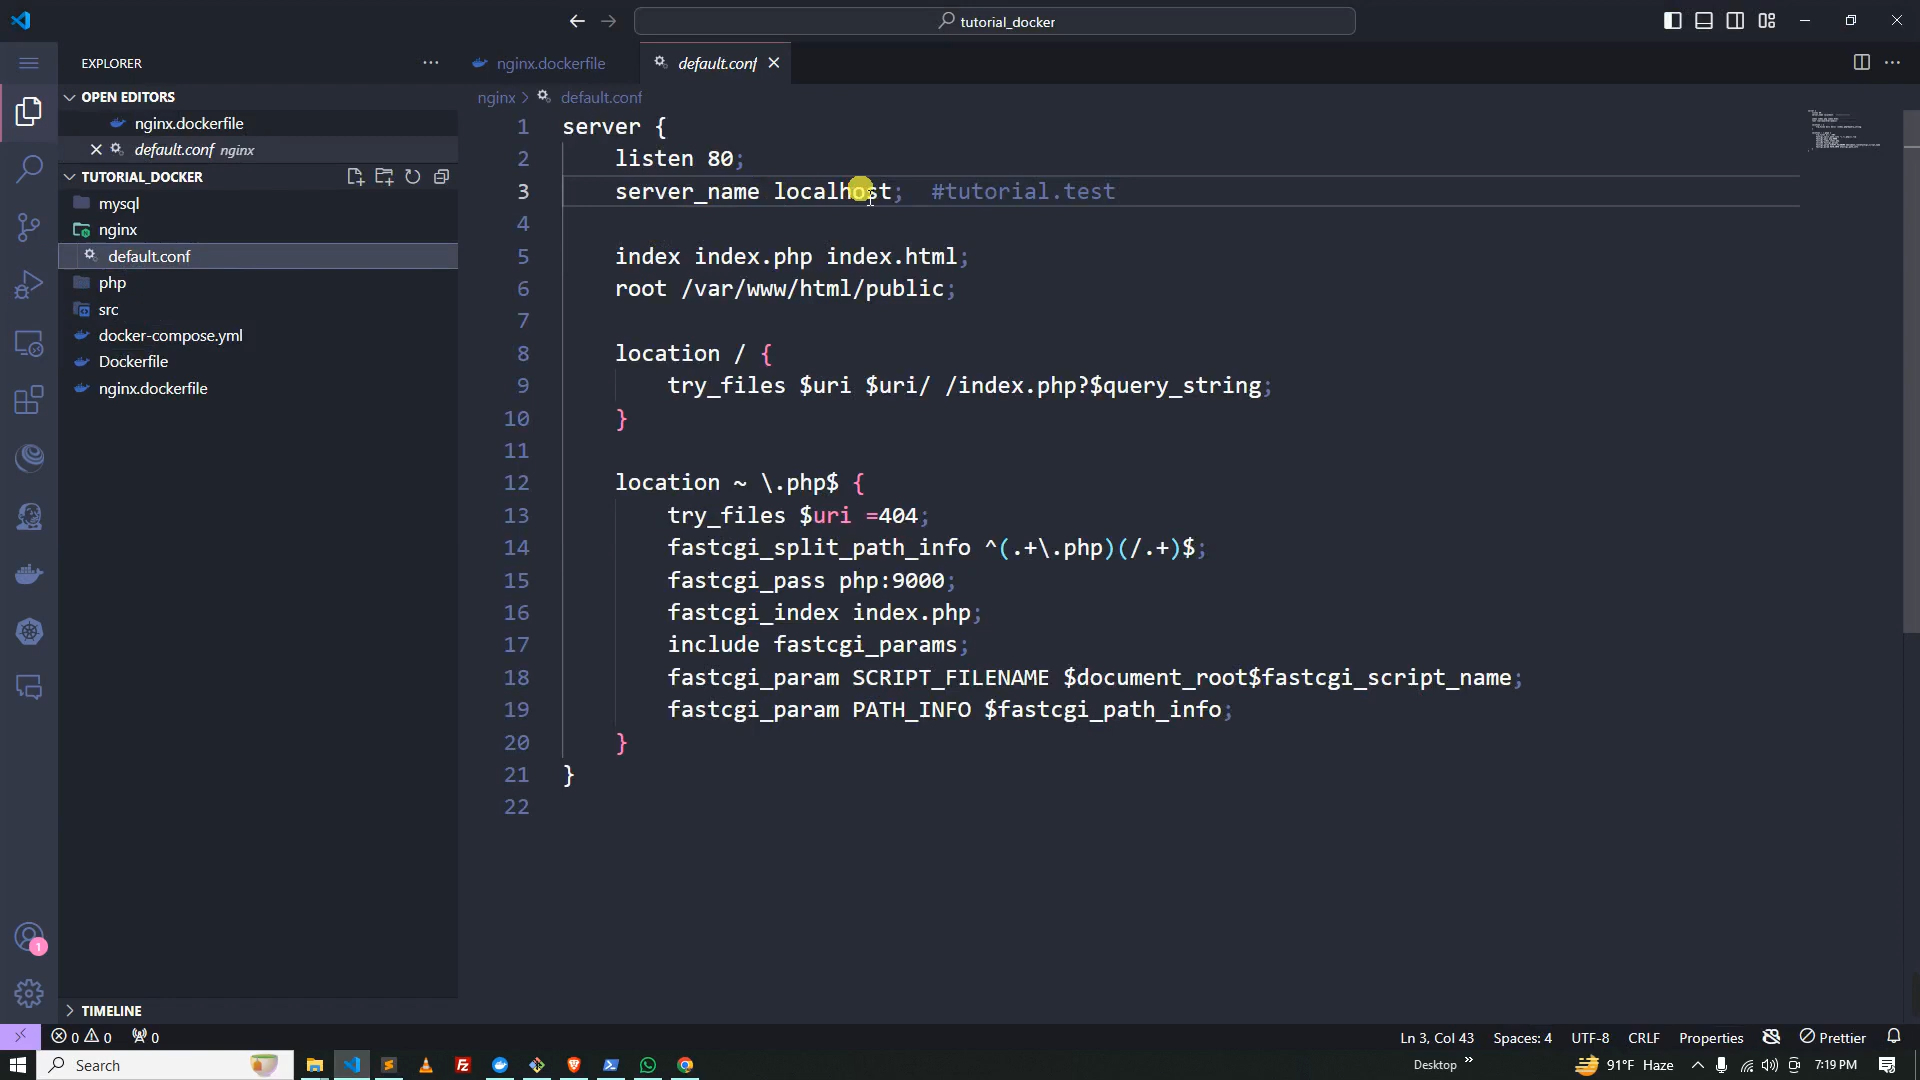 tutorial_docker
EXPLORER
nginx.dockerfile
default.conf
OPEN EDITORS
nginx.dockerfile
default.conf nginx
TUTORIAL_DOCKER
mysql
nginx
default.conf
php
src
docker-compose.yml
Dockerfile
nginx.dockerfile
TIMELINE
nginx > default.conf
1 server {
2 listen 80;
3 server_name localhost; #tutorial.test
4
5 index index.php index.html;
6 root /var/www/html/public;
7
8 location / {
9 try_files $uri $uri/ /index.php?$query_string;
10 }
11
12 location ~ \.php$ {
13 try_files $uri =404;
14 fastcgi_split_path_info ^(.+\.php)(/.+)$;
15 fastcgi_pass php:9000;
16 fastcgi_index index.php;
17 include fastcgi_params;
18 fastcgi_param SCRIPT_FILENAME $document_root$fastcgi_script_name;
19 fastcgi_param PATH_INFO $fastcgi_path_info;
20 }
21 }
22
1
0 0 0
Ln 3, Col 43 Spaces: 4 UTF-8 CRLF Properties Prettier
Search
Desktop » 91°F Haze 7:19 PM